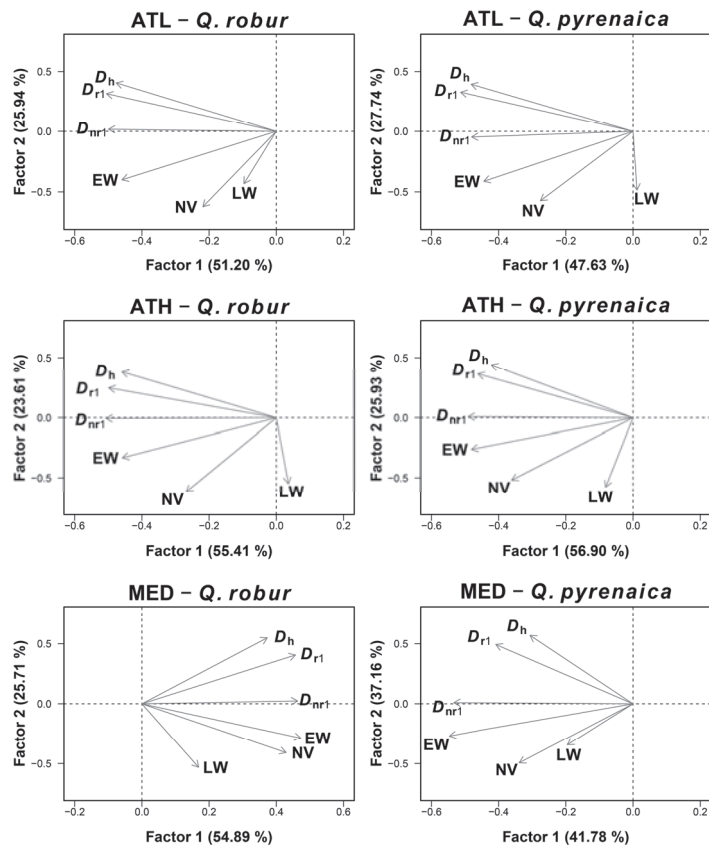 ATL – Q. robur
ATL – Q. pyrenaica
Factor 2 (25.94 %)
0.5
0.0
−0.5
Dh
Dr1
Dnr1
EW
NV
LW
−0.6 −0.4 −0.2 0.0 0.2
Factor 1 (51.20 %)
Factor 2 (27.74 %)
0.5
0.0
−0.5
Dh
Dr1
Dnr1
EW
NV
LW
−0.6 −0.4 −0.2 0.0 0.2
Factor 1 (47.63 %)
ATH – Q. robur
ATH – Q. pyrenaica
Factor 2 (23.61 %)
0.5
0.0
−0.5
Dh
Dr1
Dnr1
EW
NV
LW
−0.6 −0.4 −0.2 0.0 0.2
Factor 1 (55.41 %)
Factor 2 (25.93 %)
0.5
0.0
−0.5
Dh
Dr1
Dnr1
EW
NV
LW
−0.6 −0.4 −0.2 0.0 0.2
Factor 1 (56.90 %)
MED – Q. robur
MED – Q. pyrenaica
Factor 2 (25.71 %)
0.5
0.0
−0.5
Dh
Dr1
Dnr1
EW
NV
LW
−0.2 0.0 0.2 0.4 0.6
Factor 1 (54.89 %)
Factor 2 (37.16 %)
0.5
0.0
−0.5
Dh
Dr1
Dnr1
EW
LW
NV
−0.6 −0.4 −0.2 0.0 0.2
Factor 1 (41.78 %)